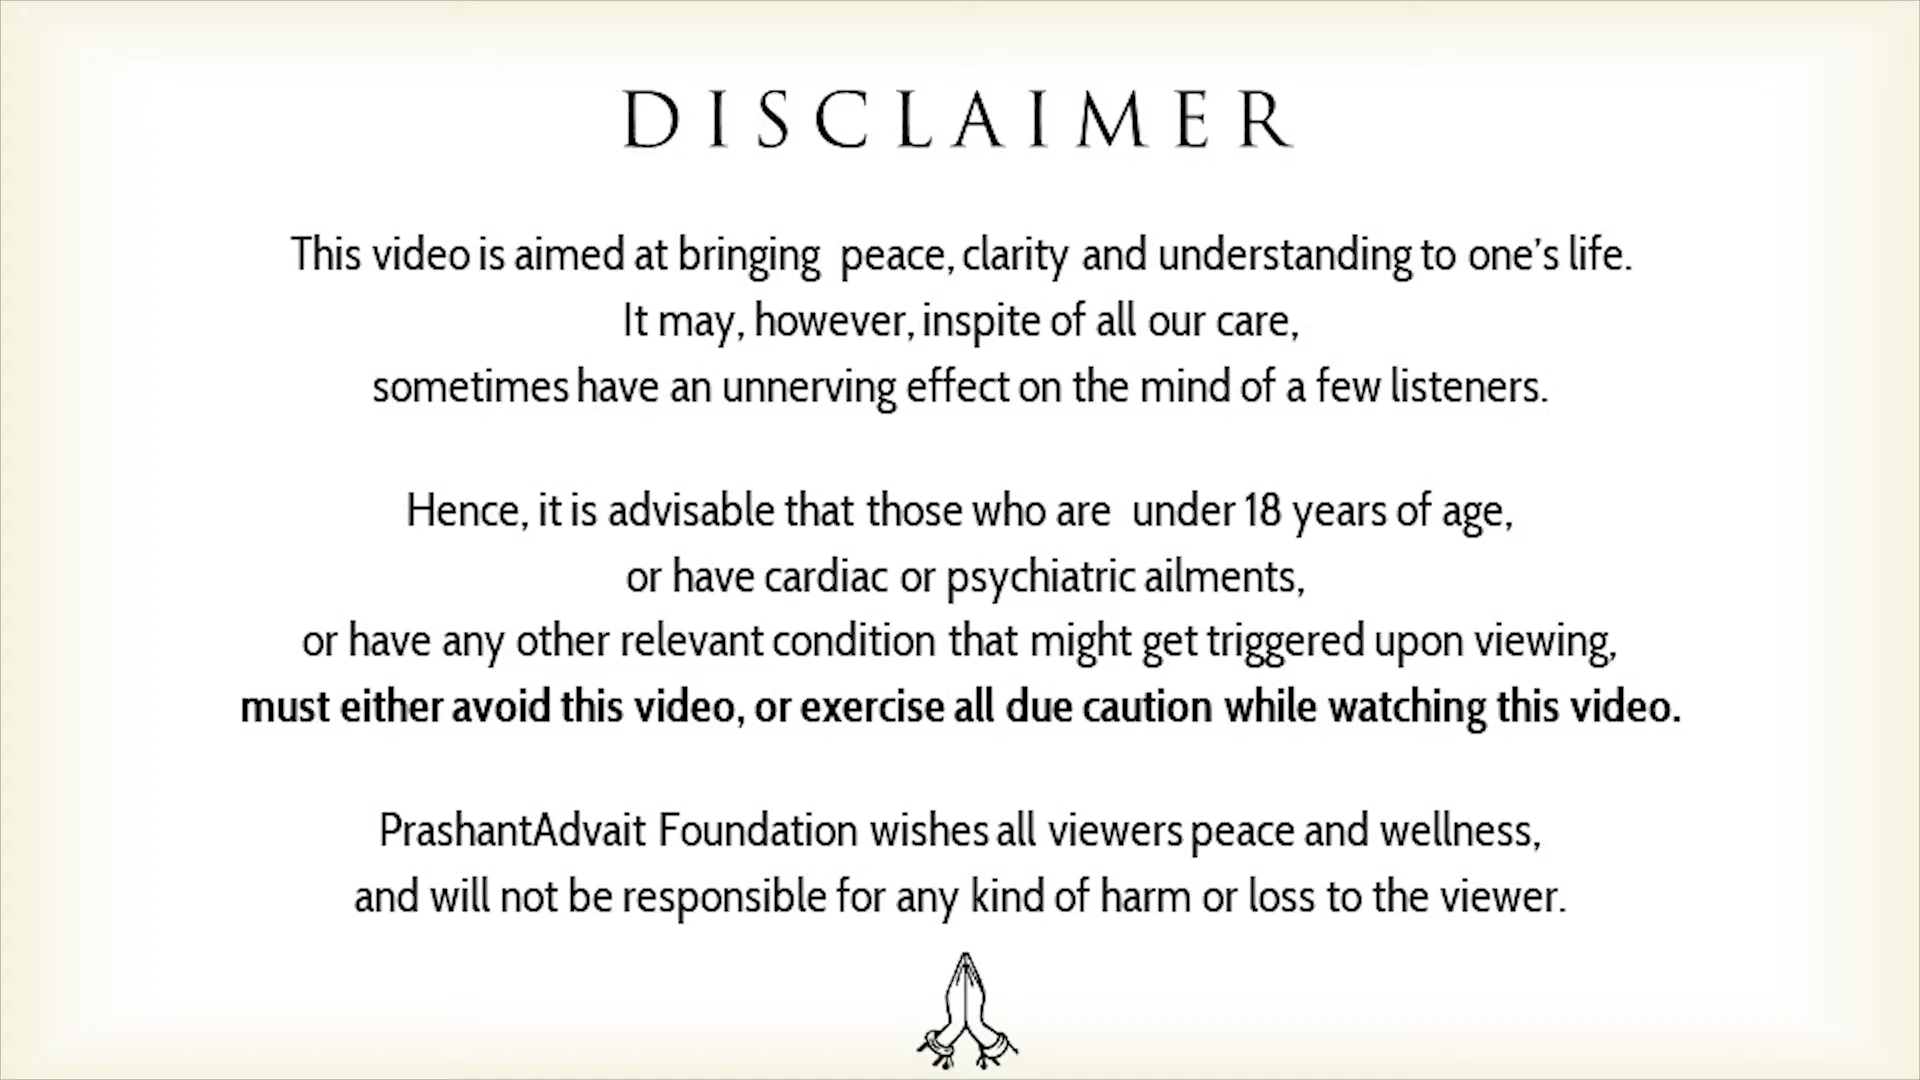 DISCLAIMER
This video is aimed at bringing peace, clarity and understanding to one's life.
It may, however, inspite of all our care,
sometimes have an unnerving effect on the mind of a few listeners.
Hence, it is advisable that those who are under 18 years of age,
or have cardiac or psychiatric ailments,
or have any other relevant condition that might get triggered upon viewing,
must either avoid this video, or exercise all due caution while watching this video.
PrashantAdvait Foundation wishes all viewers peace and wellness,
and will not be responsible for any kind of harm or loss to the viewer.